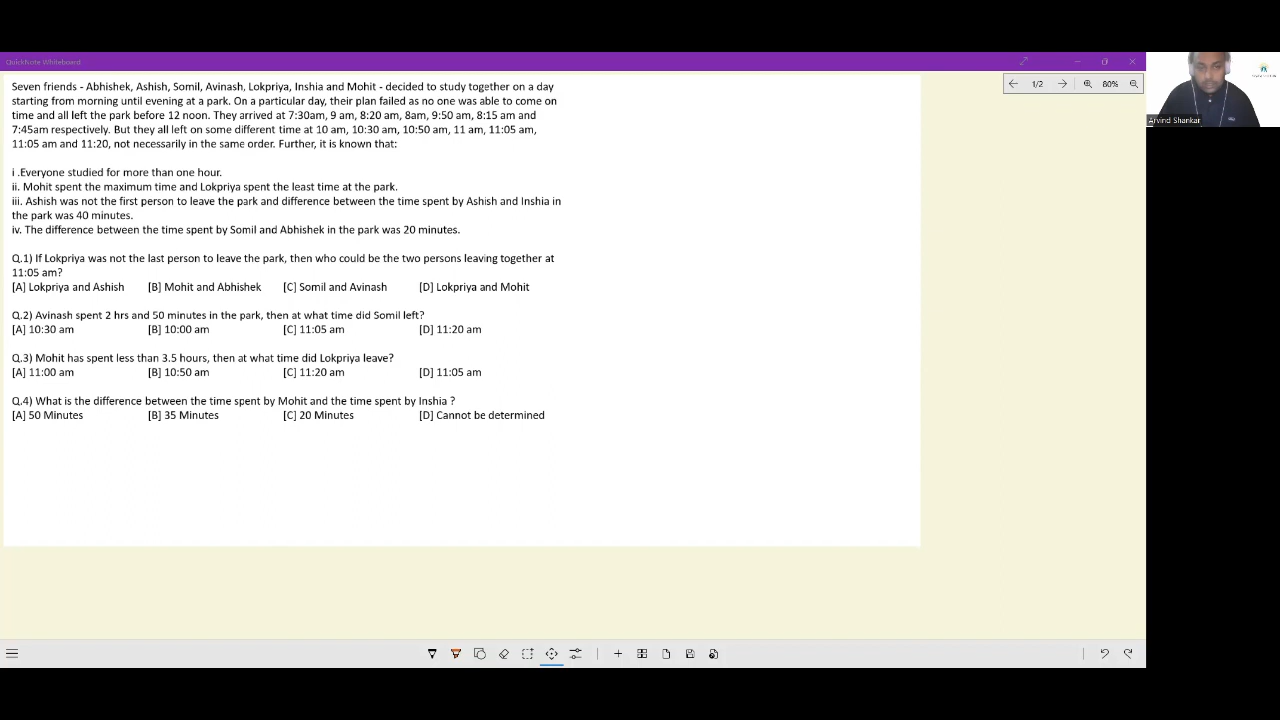 QuickNote Whiteboard
1/2
80%
Arvind Shankar
Seven friends - Abhishek, Ashish, Somil, Avinash, Lokpriya, Inshia and Mohit - decided to study together on a day
starting from morning until evening at a park. On a particular day, their plan failed as no one was able to come on
time and all left the park before 12 noon. They arrived at 7:30am, 9 am, 8:20 am, 8am, 9:50 am, 8:15 am and
7:45am respectively. But they all left on some different time at 10 am, 10:30 am, 10:50 am, 11 am, 11:05 am,
11:05 am and 11:20, not necessarily in the same order. Further, it is known that:
i .Everyone studied for more than one hour.
ii. Mohit spent the maximum time and Lokpriya spent the least time at the park.
iii. Ashish was not the first person to leave the park and difference between the time spent by Ashish and Inshia in
the park was 40 minutes.
iv. The difference between the time spent by Somil and Abhishek in the park was 20 minutes.
Q.1) If Lokpriya was not the last person to leave the park, then who could be the two persons leaving together at
11:05 am?
[A] Lokpriya and Ashish [B] Mohit and Abhishek [C] Somil and Avinash [D] Lokpriya and Mohit
Q.2) Avinash spent 2 hrs and 50 minutes in the park, then at what time did Somil left?
[A] 10:30 am [B] 10:00 am [C] 11:05 am [D] 11:20 am
Q.3) Mohit has spent less than 3.5 hours, then at what time did Lokpriya leave?
[A] 11:00 am [B] 10:50 am [C] 11:20 am [D] 11:05 am
Q.4) What is the difference between the time spent by Mohit and the time spent by Inshia ?
[A] 50 Minutes [B] 35 Minutes [C] 20 Minutes [D] Cannot be determined